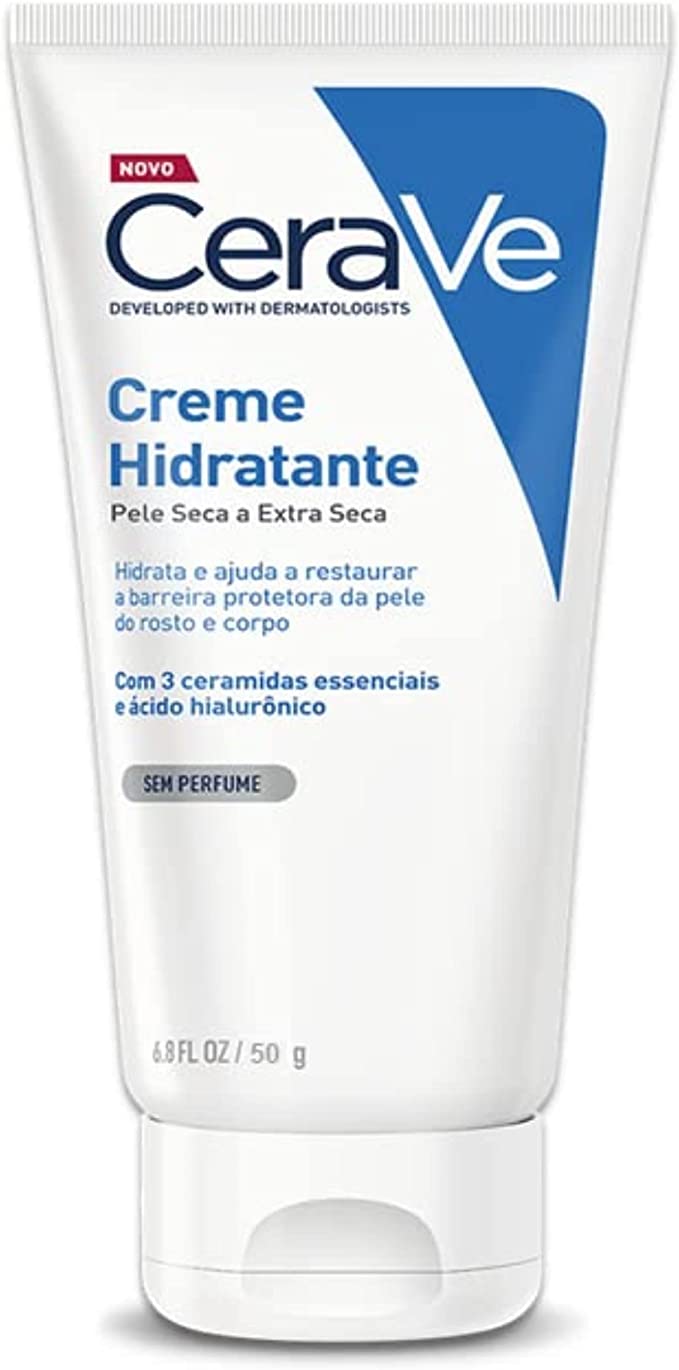 NOVO
CeraVe
DEVELOPED WITH DERMATOLOGISTS
Creme
Hidratante
Pele Seca a Extra Seca
Hidrata e ajuda a restaurar
a barreira protetora da pele
do rosto e corpo
Com 3 ceramidas essenciais
e ácido hialurônico
SEM PERFUME
6.8 FL OZ / 50 g